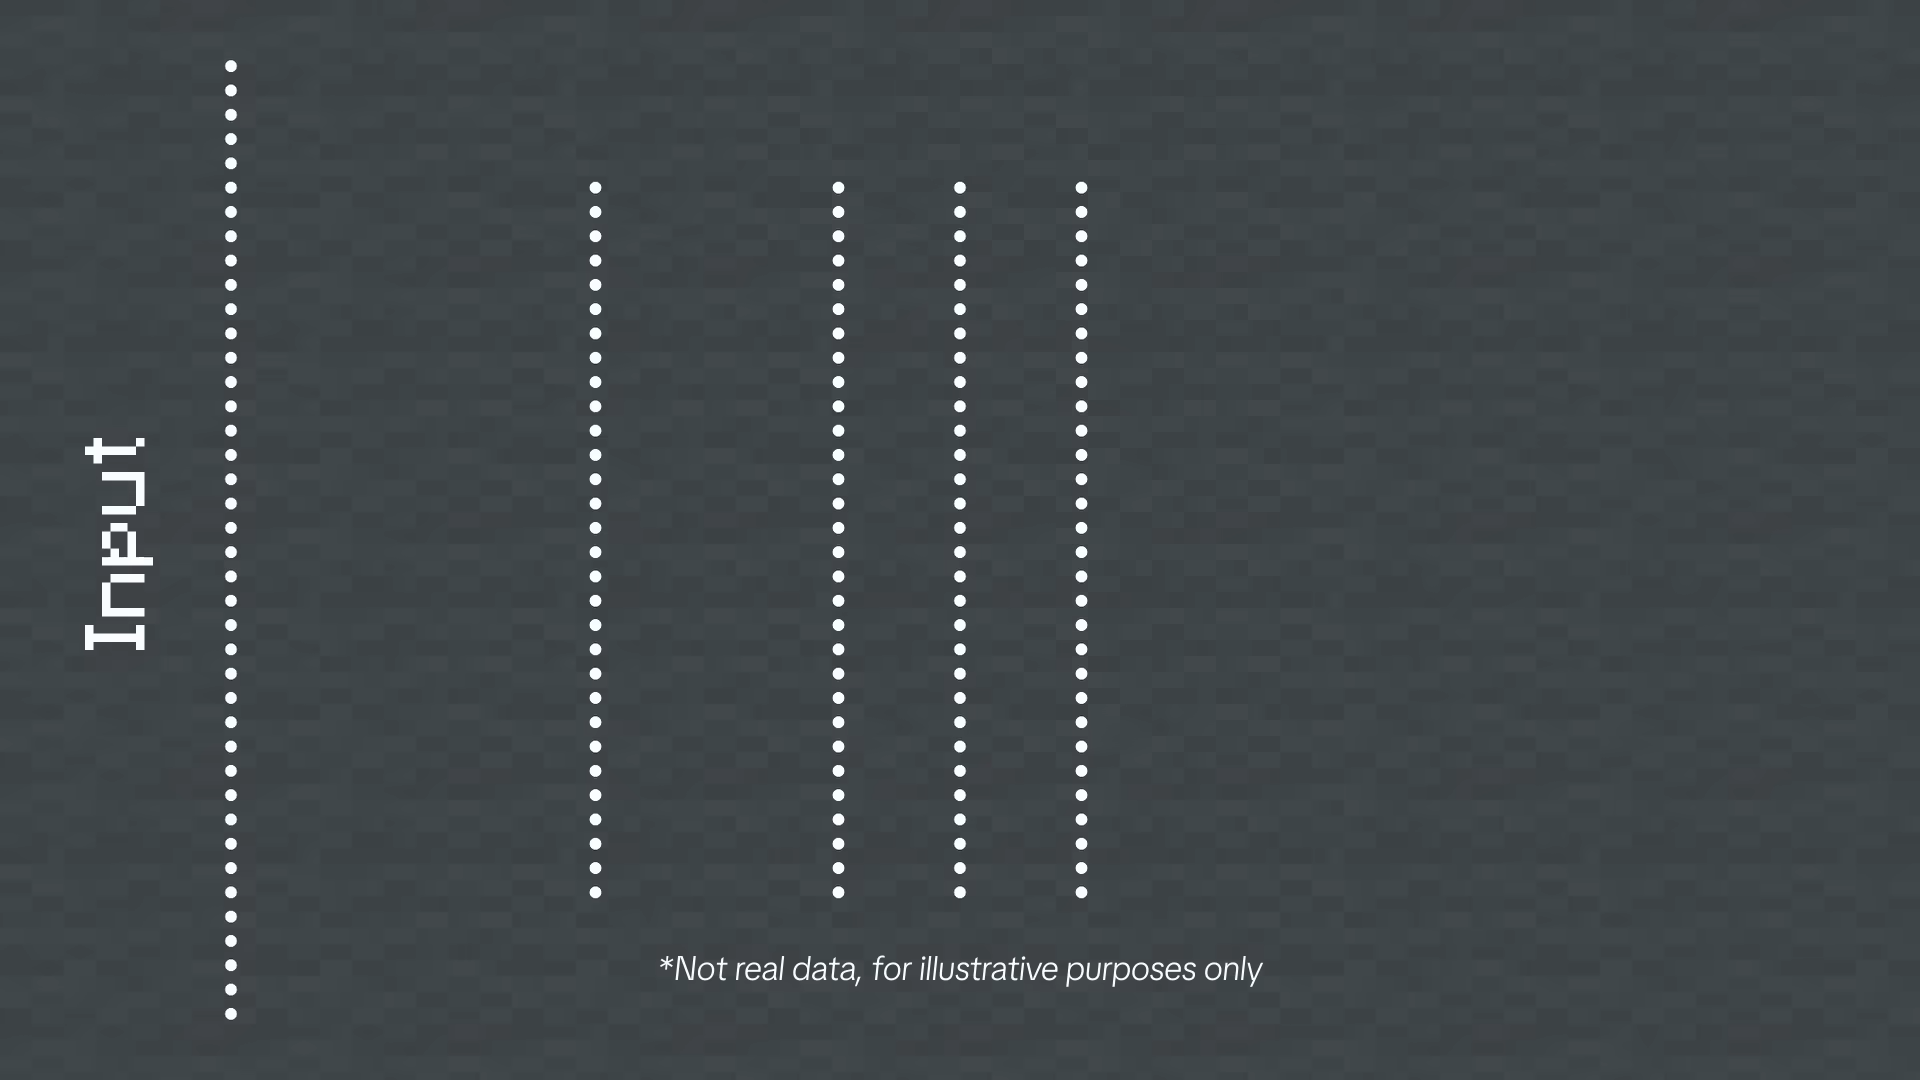 Input
*Not real data, for illustrative purposes only